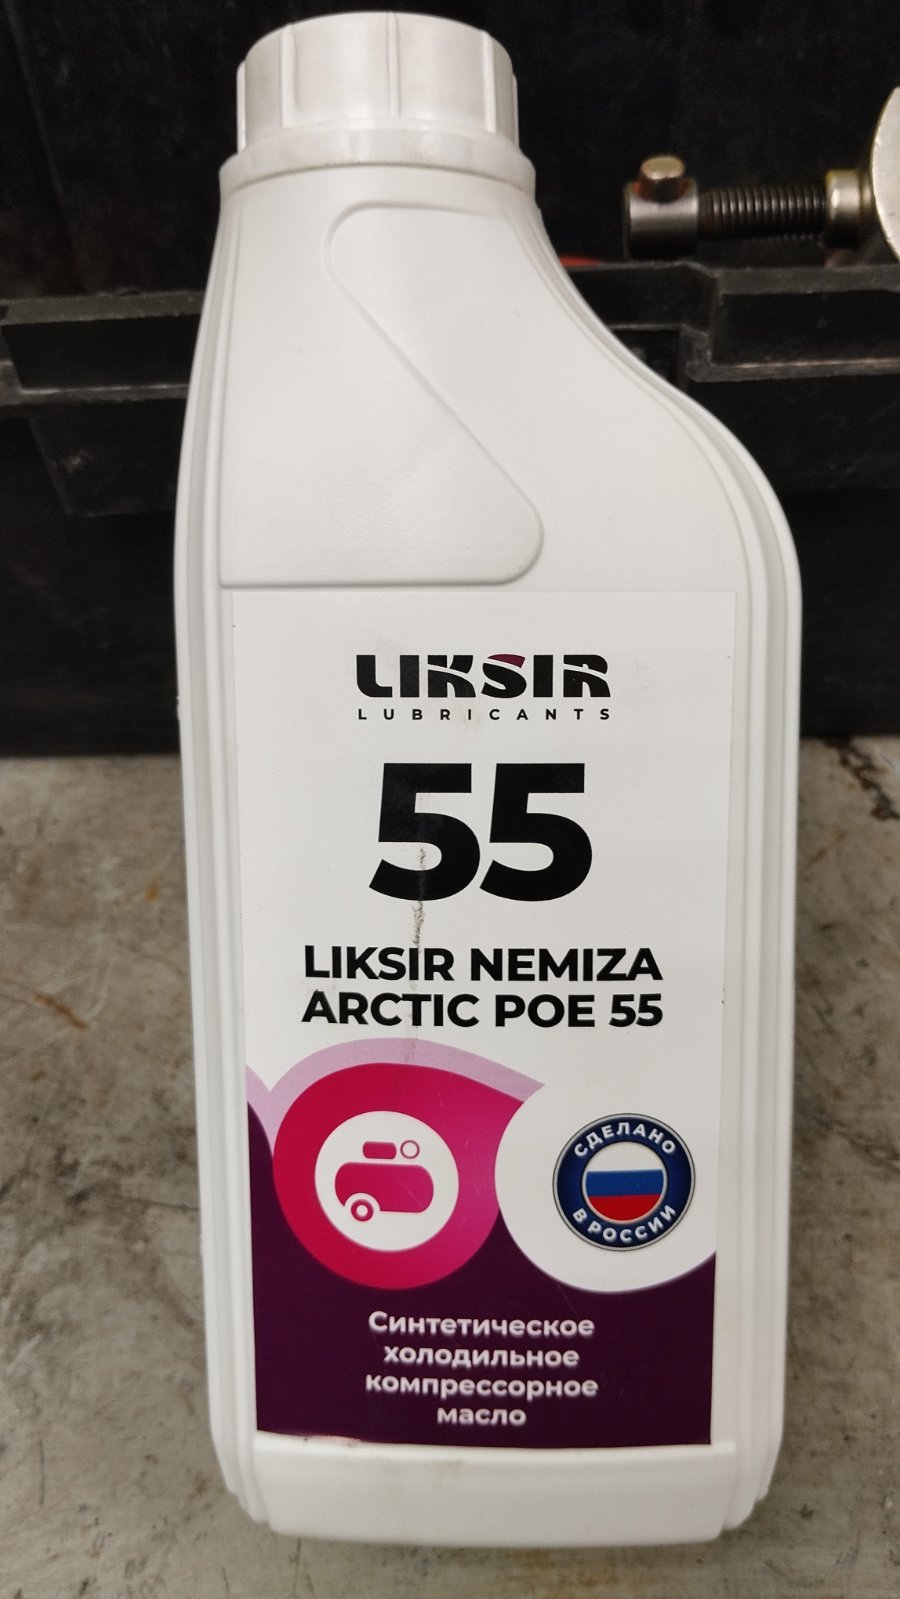 LIKSIR
LUBRICANTS
55
LIKSIR NEMIZA
ARCTIC POE 55
СДЕЛАНО
В РОССИИ
Синтетическое
холодильное
компрессорное
масло